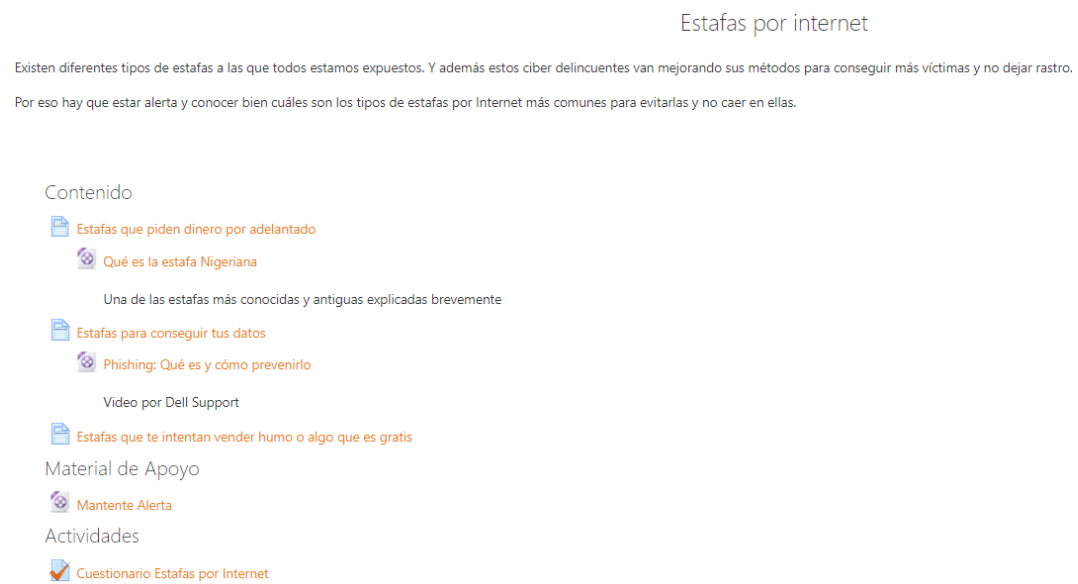 Estafas por internet
Existen diferentes tipos de estafas a las que todos estamos expuestos. Y además estos ciber delincuentes van mejorando sus métodos para conseguir más víctimas y no dejar rastro.
Por eso hay que estar alerta y conocer bien cuáles son los tipos de estafas por Internet más comunes para evitarlas y no caer en ellas.
Contenido
Estafas que piden dinero por adelantado
Qué es la estafa Nigeriana
Una de las estafas más conocidas y antiguas explicadas brevemente
Estafas para conseguir tus datos
Phishing: Qué es y cómo prevenirlo
Video por Dell Support
Estafas que te intentan vender humo o algo que es gratis
Material de Apoyo
Mantente Alerta
Actividades
Cuestionario Estafas por Internet